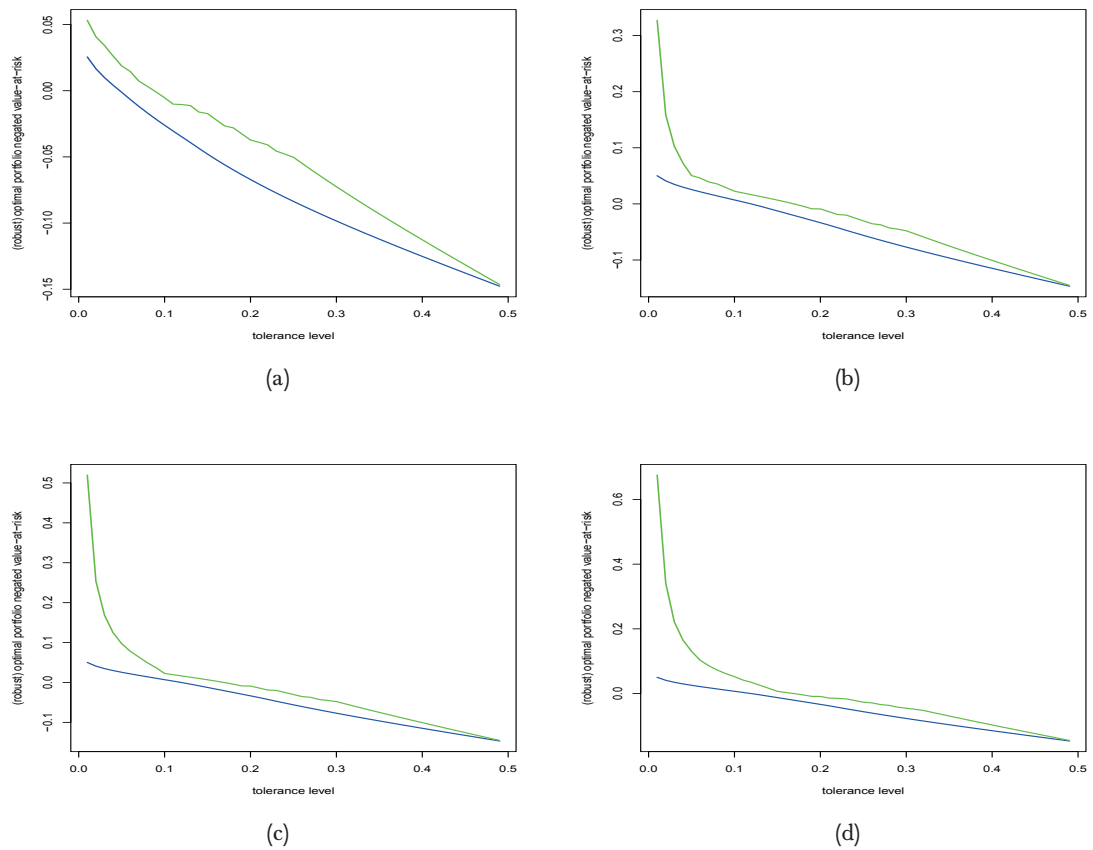 (robust) optimal portfolio negated value−at−risk
0.05
0.00
−0.05
−0.10
−0.15
0.0 0.1 0.2 0.3 0.4 0.5
tolerance level
(a)
(robust) optimal portfolio negated value−at−risk
0.3
0.2
0.1
0.0
−0.1
0.0 0.1 0.2 0.3 0.4 0.5
tolerance level
(b)
(robust) optimal portfolio negated value−at−risk
0.5
0.4
0.3
0.2
0.1
0.0
−0.1
0.0 0.1 0.2 0.3 0.4 0.5
tolerance level
(c)
(robust) optimal portfolio negated value−at−risk
0.6
0.4
0.2
0.0
0.0 0.1 0.2 0.3 0.4 0.5
tolerance level
(d)